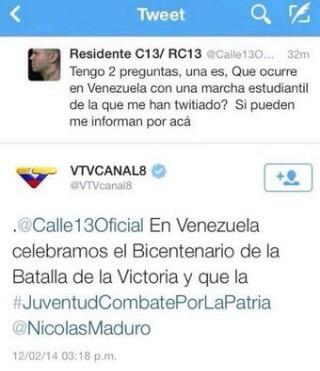 Tweet
Residente C13/ RC13 @Calle13O... 32m
Tengo 2 preguntas, una es, Que ocurre
en Venezuela con una marcha estudiantil
de la que me han twitiado? Si pueden
me informan por acá
VTVCANAL8
@VTVcanal8
.@Calle13Oficial En Venezuela
celebramos el Bicentenario de la
Batalla de la Victoria y que la
#JuventudCombatePorLaPatria
@NicolasMaduro
12/02/14 03:18 p.m.